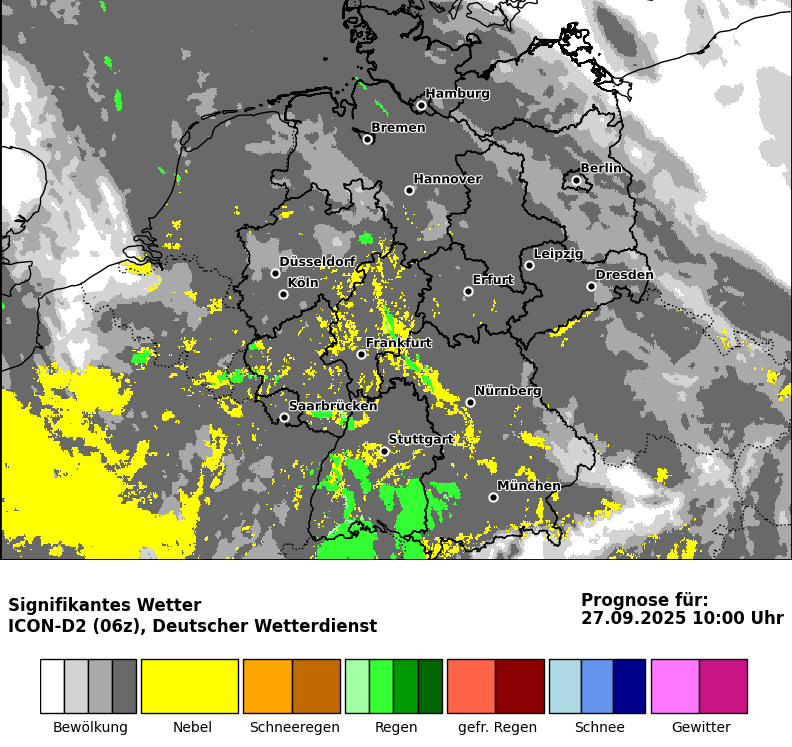 Hamburg
Bremen
Berlin
Hannover
Leipzig
Düsseldorf
Dresden
Köln
Erfurt
Frankfurt
Nürnberg
Saarbrücken
Stuttgart
München
Signifikantes Wetter
ICON-D2 (06z), Deutscher Wetterdienst
Prognose für:
27.09.2025 10:00 Uhr
Bewölkung Nebel Schneeregen Regen gefr. Regen Schnee Gewitter